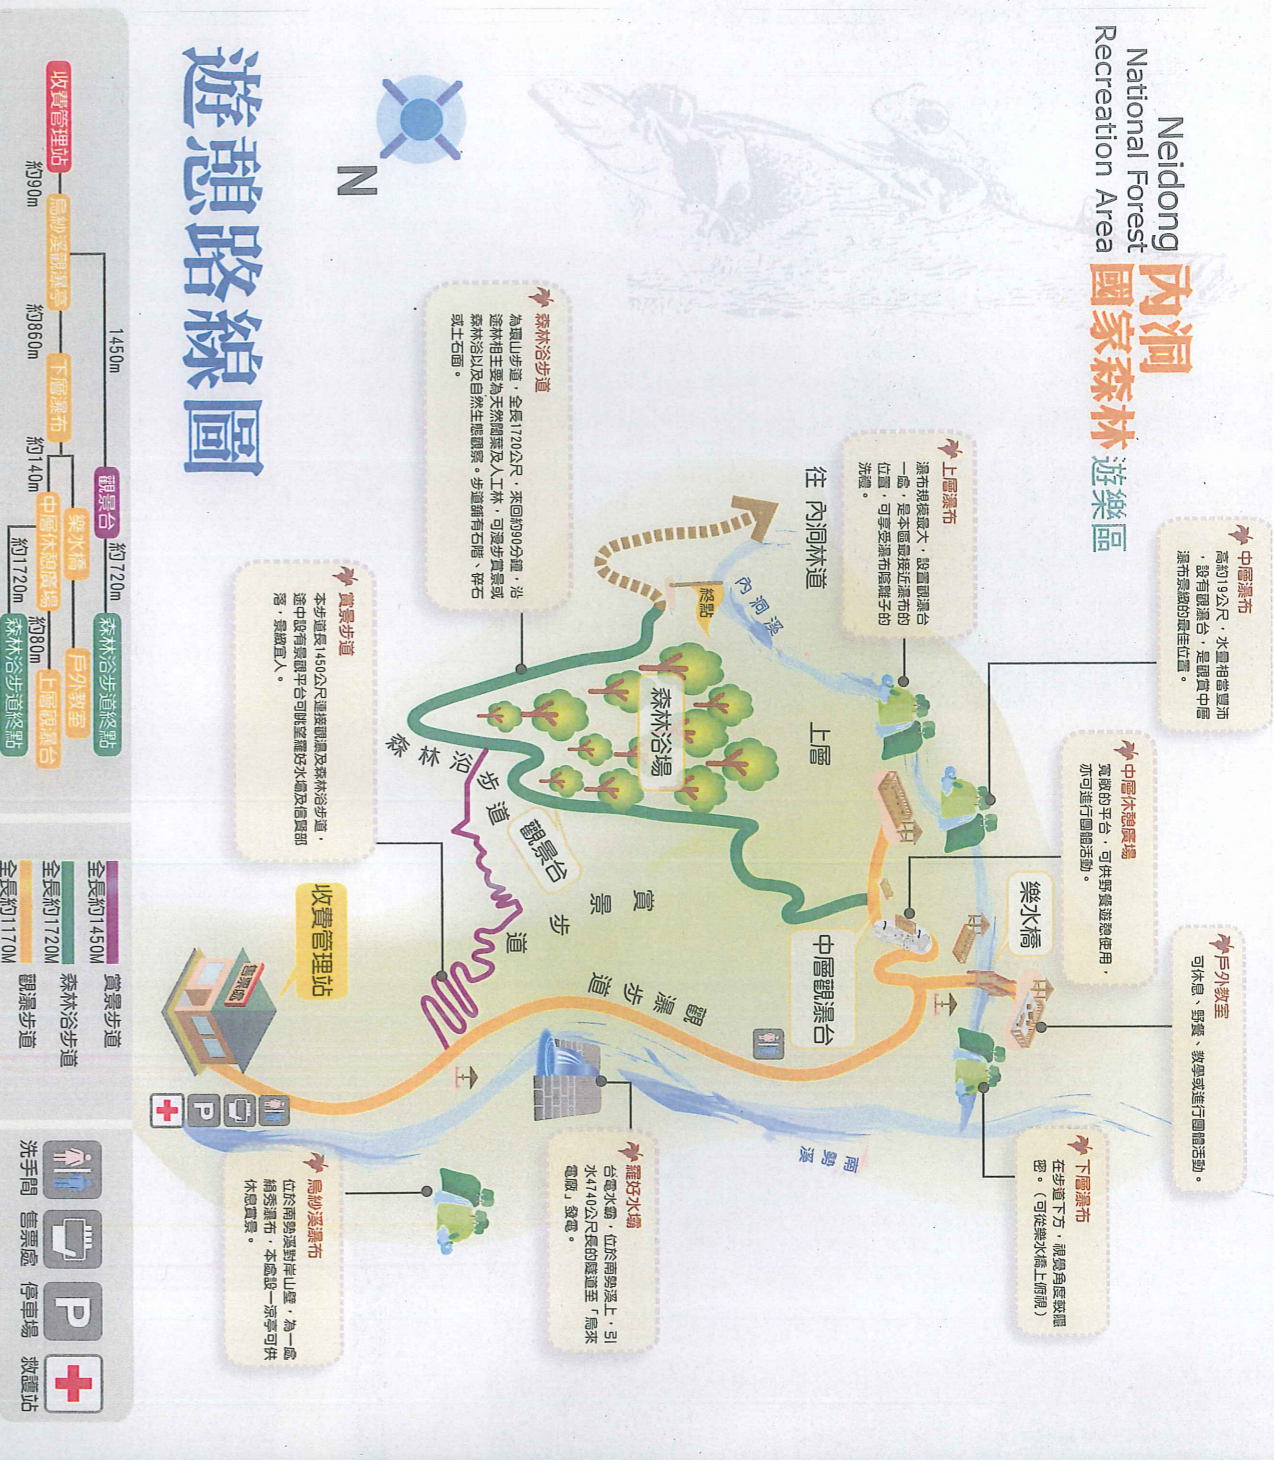 Neidong
National Forest
Recreation Area
內洞
國家森林
遊樂區
中層瀑布
高約19公尺，水量相當豐沛
，設有觀瀑台，是觀賞中層
瀑布景緻的最佳位置。
中層休憩廣場
寬敞的平台，可供野餐遊憩使用，
亦可進行團體活動。
戶外教室
可休息、野餐、教學或進行團體活動。
上層瀑布
瀑布規模最大，設置觀瀑台
一處，是本區最接近瀑布的
位置，可享受瀑布陰離子的
洗禮。
下層瀑布
在步道下方，視覺角度較隱
密。（可從樂水橋上俯視）
往 內洞林道
終點
內洞溪
上層
森林浴場
樂水橋
中層觀瀑台
森林浴步道
觀景台
賞景步道
觀瀑步道
南勢溪
收費管理站
售票處
森林浴步道
為環山步道，全長1720公尺，來回約90分鐘，沿
途林相主要為天然闊葉及人工林，可漫步賞景或
森林浴以及自然生態觀察。步道舖有石階、碎石
或土石面。
賞景步道
本步道長1450公尺連接觀瀑及森林浴步道，
途中設有景觀平台可眺望羅好水壩及信賢部
落，景緻宜人。
羅好水壩
台電水霸，位於南勢溪上，引
水4740公尺長的隧道至「烏來
電廠」發電。
烏紗溪瀑布
位於南勢溪對岸山壁，為一處
絹秀瀑布，本處設一涼亭可供
休息賞景。
N
遊憩路線圖
1450m
觀景台
約720m
森林浴步道終點
樂水橋
戶外教室
收費管理站
約90m
烏紗溪觀瀑亭
約860m
下層瀑布
約140m
中層休憩廣場
約80m
上層觀瀑台
約1720m
森林浴步道終點
全長約1450M
賞景步道
全長約1720M
森林浴步道
全長約1170M
觀瀑步道
洗手間
售票處
P
停車場
救護站